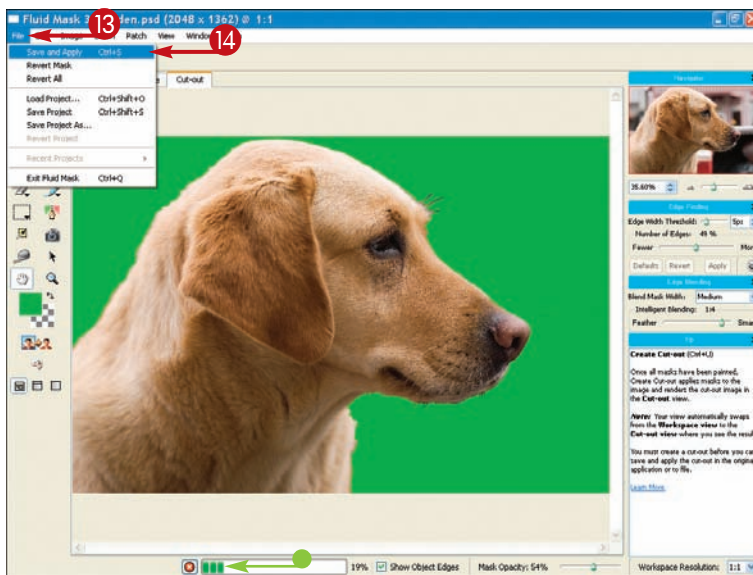 Fluid Mask 3 den.psd (2048 x 1362) @ 1:1
13
File Image Patch View Window
14
Save and Apply Ctrl+S
Revert Mask
Revert All
Load Project... Ctrl+Shift+O
Save Project Ctrl+Shift+S
Save Project As...
Revert Project
Recent Projects
Exit Fluid Mask Ctrl+Q
Cut-out
Navigator
35.60%
Edge Finding
Edge Width Threshold: 5px
Number of Edges: 49 %
Fewer Mor
Defaults Revert Apply
Edge Blending
Blend Mask Width: Medium
Intelligent Blending: 1:4
Feather Smar
Tip
Create Cut-out (Ctrl+U)
Once all masks have been painted,
Create Cut-out applies masks to the
image and renders the cut-out image in
the Cut-out view.
Note: Your view automatically swaps
from the Workspace view to the
Cut-out view where you see the resul
You must create a cut-out before you can
save and apply the cut-out in the origina
application or to file.
Learn More
19% Show Object Edges Mask Opacity: 54% Workspace Resolution: 1:1